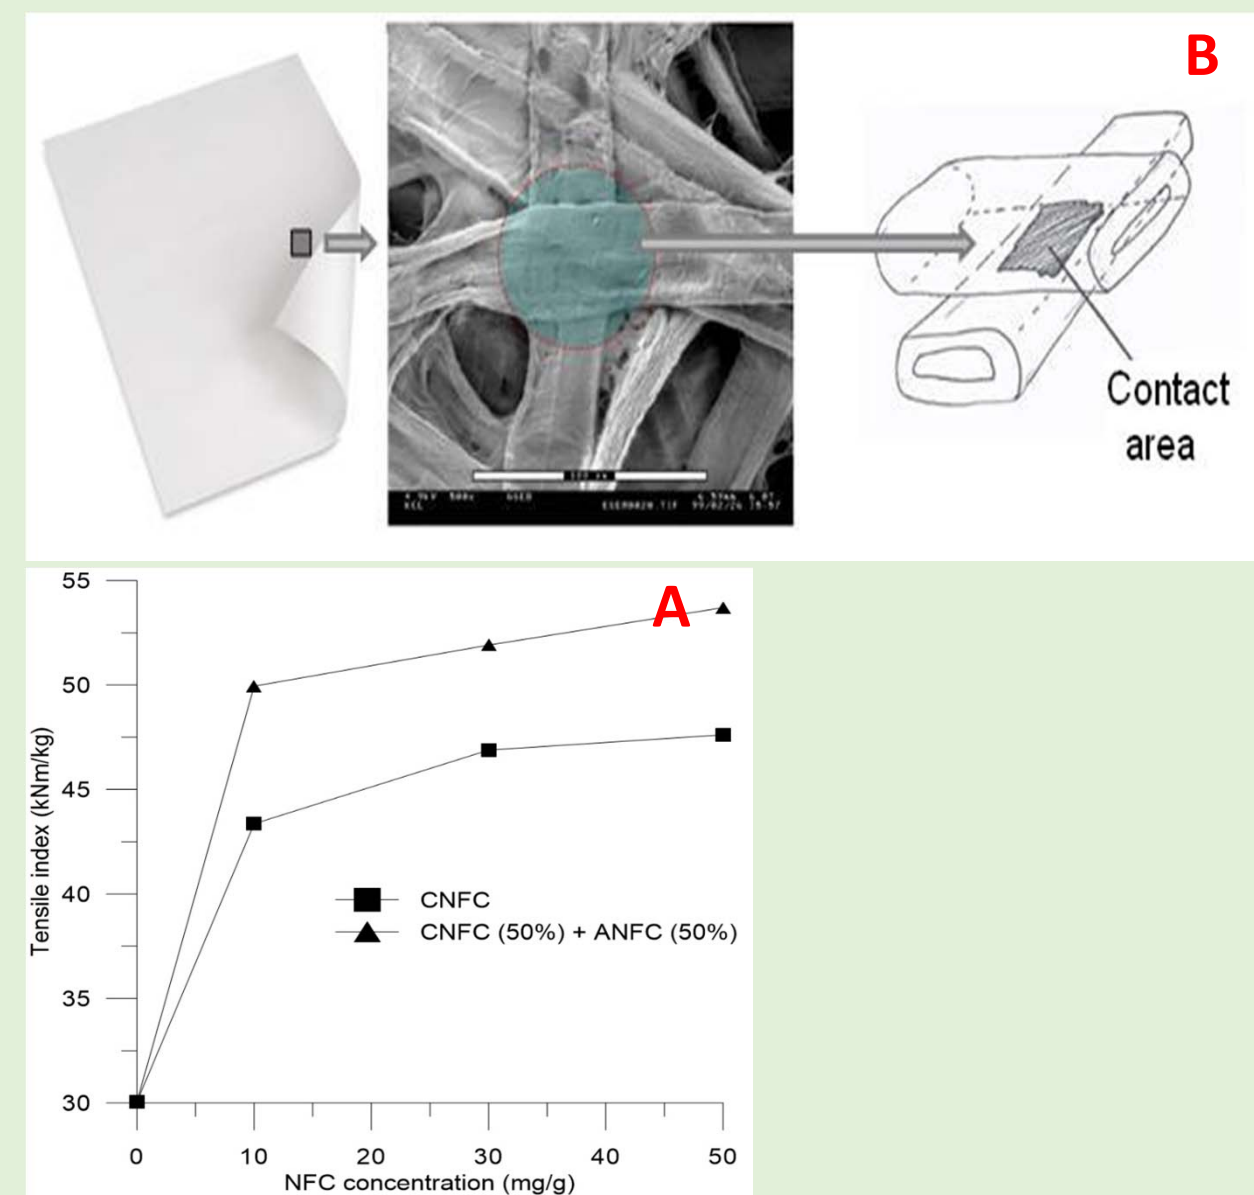 B
Contact
area
A
55
50
45
40
35
30
Tensile index (kNm/kg)
CNFC
CNFC (50%) + ANFC (50%)
0 10 20 30 40 50
NFC concentration (mg/g)